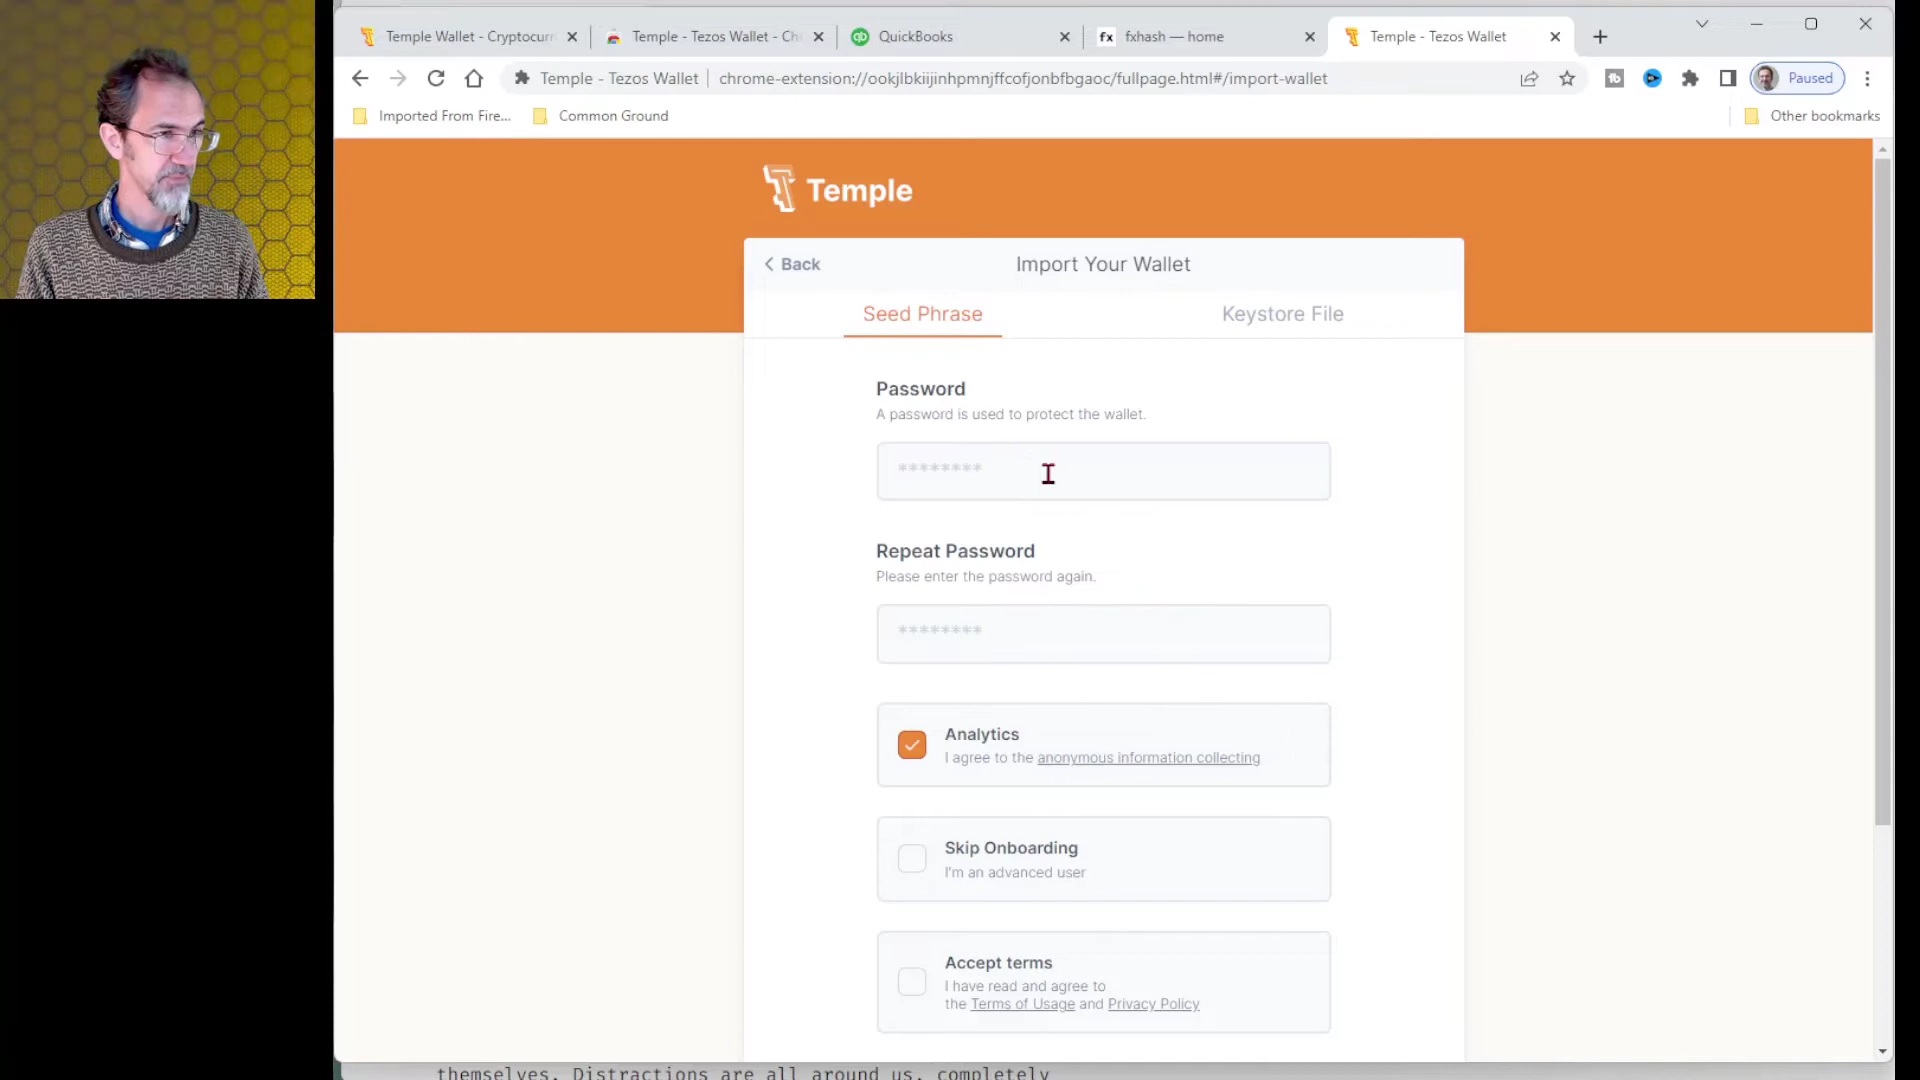 Temple Wallet - Cryptocurr
Temple - Tezos Wallet - Ch
QuickBooks
fx
fxhash — home
Temple - Tezos Wallet
Temple - Tezos Wallet
chrome-extension://ookjlbkiijinhpmnjffcofjonbfbgaoc/fullpage.html#/import-wallet
Paused
Imported From Fire...
Common Ground
Other bookmarks
Temple
Back
Import Your Wallet
Seed Phrase
Keystore File
Password
A password is used to protect the wallet.
********
Repeat Password
Please enter the password again.
********
Analytics
I agree to the anonymous information collecting
Skip Onboarding
I'm an advanced user
Accept terms
I have read and agree to
the Terms of Usage and Privacy Policy
themselves. Distractions are all around us, completely